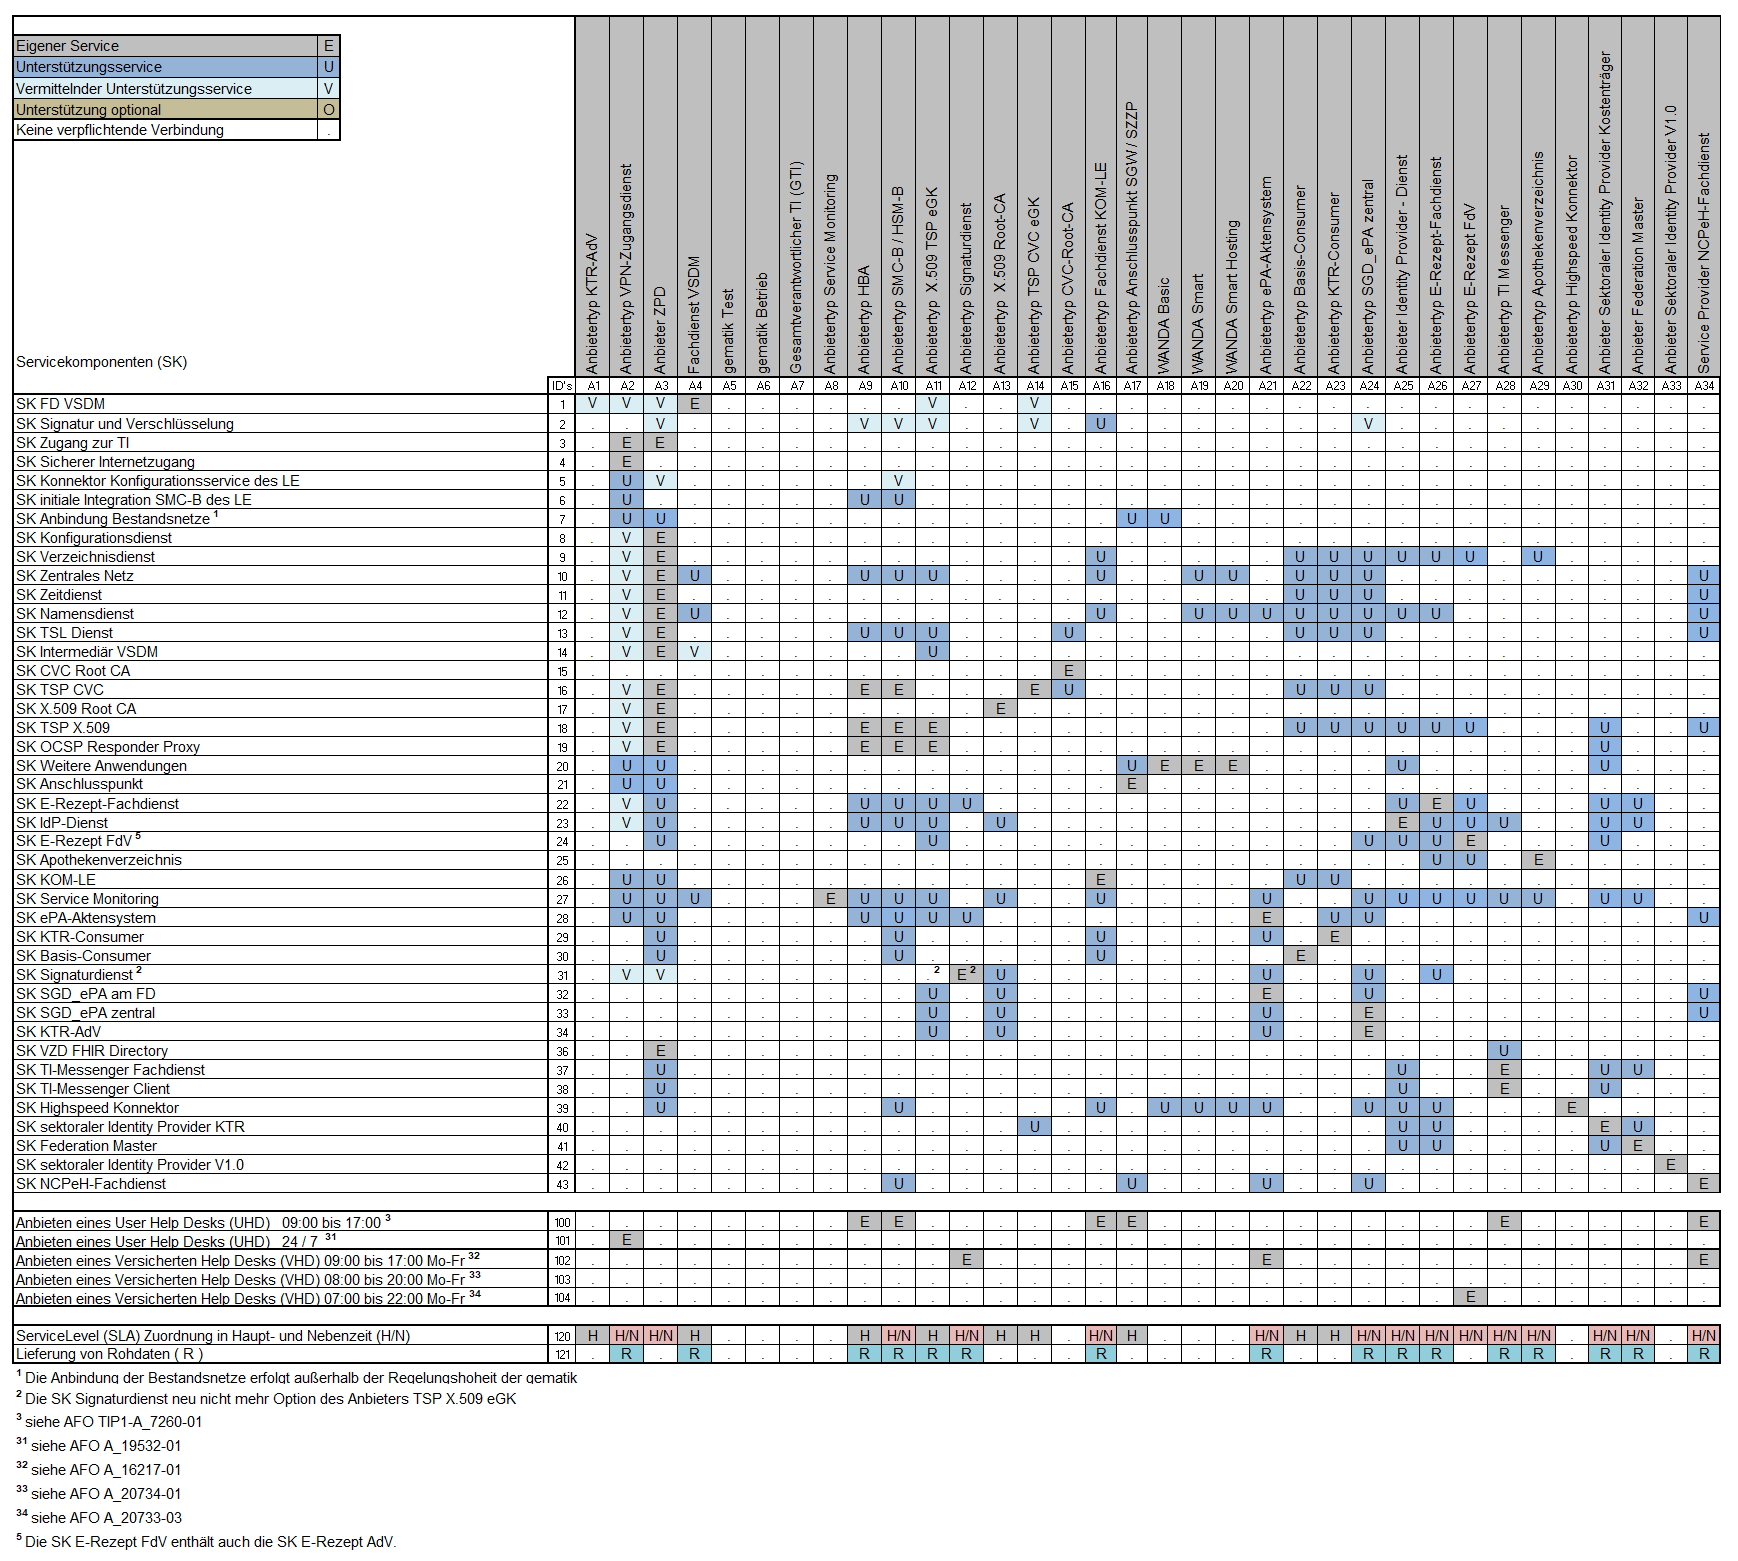 Eigener Service E
Unterstützungsservice U
Vermittelnder Unterstützungsservice V
Unterstützung optional O
Keine verpflichtende Verbindung .
Servicekomponenten (SK)
Anbietertyp KTR-AdV
Anbietertyp VPN-Zugangsdienst
Anbieter ZPD
Fachdienst VSDM
gematik Test
gematik Betrieb
Gesamtverantwortlicher TI (GTI)
Anbietertyp Service Monitoring
Anbietertyp HBA
Anbietertyp SMC-B / HSM-B
Anbietertyp X.509 TSP eGK
Anbietertyp Signaturdienst
Anbietertyp X.509 Root-CA
Anbietertyp TSP CVC eGK
Anbietertyp CVC-Root-CA
Anbietertyp Fachdienst KOM-LE
Anbietertyp Anschlusspunkt SGW / SZZP
WANDA Basic
WANDA Smart
WANDA Smart Hosting
Anbietertyp ePA-Aktensystem
Anbietertyp Basis-Consumer
Anbietertyp KTR-Consumer
Anbietertyp SGD_ePA zentral
Anbieter Identity Provider - Dienst
Anbietertyp E-Rezept-Fachdienst
Anbietertyp E-Rezept FdV
Anbietertyp TI Messenger
Anbietertyp Apothekenverzeichnis
Anbietertyp Highspeed Konnektor
Anbieter Sektoraler Identity Provider Kostenträger
Anbieter Federation Master
Anbieter Sektoraler Identity Provider V1.0
Service Provider NCPeH-Fachdienst
ID's A1 A2 A3 A4 A5 A6 A7 A8 A9 A10 A11 A12 A13 A14 A15 A16 A17 A18 A19 A20 A21 A22 A23 A24 A25 A26 A27 A28 A29 A30 A31 A32 A33 A34
SK FD VSDM 1 V V V E . . . . . . V . . V . . . . . . . . . . . . . . . . . . . .
SK Signatur und Verschlüsselung 2 . . V . . . . . V V V . . V . U . . . . . . . V . . . . . . . . . .
SK Zugang zur TI 3 . E E . . . . . . . . . . . . . . . . . . . . . . . . . . . . . . .
SK Sicherer Internetzugang 4 . E . . . . . . . . . . . . . . . . . . . . . . . . . . . . . . . .
SK Konnektor Konfigurationsservice des LE 5 . U V . . . . . . V . . . . . . . . . . . . . . . . . . . . . . . .
SK initiale Integration SMC-B des LE 6 . U . . . . . . U U . . . . . . . . . . . . . . . . . . . . . . . .
SK Anbindung Bestandsnetze 1 7 . U U . . . . . . . . . . . . . U U . . . . . . . . . . . . . . . .
SK Konfigurationsdienst 8 . V E . . . . . . . . . . . . . . . . . . . . . . . . . . . . . . .
SK Verzeichnisdienst 9 . V E . . . . . . . . . . . . U . . . . . U U U U U U . U . . . . .
SK Zentrales Netz 10 . V E U . . . . U U U . . . . U . . U U . U U U . . . . . . . . . U
SK Zeitdienst 11 . V E . . . . . . . . . . . . . . . . . . U U U . . . . . . . . . U
SK Namensdienst 12 . V E U . . . . . . . . . . . U . . U U U U U U U U . . . . . . . U
SK TSL Dienst 13 . V E . . . . . U U U . . . U . . . . . . U U U . . . . . . . . . U
SK Intermediär VSDM 14 . V E V . . . . . . U . . . . . . . . . . . . . . . . . . . . . . .
SK CVC Root CA 15 . . . . . . . . . . . . . . E . . . . . . . . . . . . . . . . . . .
SK TSP CVC 16 . V E . . . . . E E . . . E U . . . . . . U U U . . . . . . . . . .
SK X.509 Root CA 17 . V E . . . . . . . . . E . . . . . . . . . . . . . . . . . . . . .
SK TSP X.509 18 . V E . . . . . E E E . . . . . . . . . . U U U U U U . . . U . . U
SK OCSP Responder Proxy 19 . V E . . . . . E E E . . . . . . . . . . . . . . . . . . . U . . .
SK Weitere Anwendungen 20 . U U . . . . . . . . . . . . . U E E E . . . . U . . . . . U . . .
SK Anschlusspunkt 21 . U U . . . . . . . . . . . . . E . . . . . . . . . . . . . . . . .
SK E-Rezept-Fachdienst 22 . V U . . . . . U U U U . . . . . . . . . . . . U E U . . . U U . .
SK IdP-Dienst 23 . V U . . . . . U U U . U . . . . . . . . . . . E U U U . . U U . .
SK E-Rezept FdV 5 24 . . U . . . . . . . U . . . . . . . . . . . . U U U E . . . U . . .
SK Apothekenverzeichnis 25 . . . . . . . . . . . . . . . . . . . . . . . . . U U . E . . . . .
SK KOM-LE 26 . U U . . . . . . . . . . . . E . . . . . U U . . . . . . . . . . .
SK Service Monitoring 27 . U U U . . . E U U U . U . . U . . . . U . . U U U U U U . U U . .
SK ePA-Aktensystem 28 . U U . . . . . U U U U . . . . . . . . E . U U . . . . . . . . . U
SK KTR-Consumer 29 . . U . . . . . . U . . . . . U . . . . U . E . . . . . . . . . . .
SK Basis-Consumer 30 . . U . . . . . . U . . . . . U . . . . . E . . . . . . . . . . . .
SK Signaturdienst 2 31 . V V . . . . . . . . 2 E 2 U . . . . . . . U . . U . U . . . . . . . .
SK SGD_ePA am FD 32 . . . . . . . . . . U . U . . . . . . . E . . U . . . . . . . . . U
SK SGD_ePA zentral 33 . . . . . . . . . . U . U . . . . . . . U . . E . . . . . . . . . U
SK KTR-AdV 34 . . . . . . . . . . U . U . . . . . . . U . . E . . . . . . . . . .
SK VZD FHIR Directory 36 . . E . . . . . . . . . . . . . . . . . . . . . . . . U . . . . . .
SK TI-Messenger Fachdienst 37 . . U . . . . . . . . . . . . . . . . . . . . . U . . E . . U U . .
SK TI-Messenger Client 38 . . U . . . . . . . . . . . . . . . . . . . . . U . . E . . U . . .
SK Highspeed Konnektor 39 . . U . . . . . . U . . . . . U . U U U U . . U U U . . . E . . . .
SK sektoraler Identity Provider KTR 40 . . . . . . . . . . . . . U . . . . . . . . . . U U . . . . E U . .
SK Federation Master 41 . . . . . . . . . . . . . . . . . . . . . . . . U U . . . . U E . .
SK sektoraler Identity Provider V1.0 42 . . . . . . . . . . . . . . . . . . . . . . . . . . . . . . . . E .
SK NCPeH-Fachdienst 43 . . . . . . . . . U . . . . . . U . . . U . . U . . . . . . . . . E
Anbieten eines User Help Desks (UHD) 09:00 bis 17:00 3 100 . . . . . . . . E E . . . . . E E . . . . . . . . . . E . . . . . E
Anbieten eines User Help Desks (UHD) 24 / 7 31 101 . E . . . . . . . . . . . . . . . . . . . . . . . . . . . . . . . .
Anbieten eines Versicherten Help Desks (VHD) 09:00 bis 17:00 Mo-Fr 32 102 . . . . . . . . . . . E . . . . . . . . E . . . . . . . . . . . . E
Anbieten eines Versicherten Help Desks (VHD) 08:00 bis 20:00 Mo-Fr 33 103 . . . . . . . . . . . . . . . . . . . . . . . . . . . . . . . . . .
Anbieten eines Versicherten Help Desks (VHD) 07:00 bis 22:00 Mo-Fr 34 104 . . . . . . . . . . . . . . . . . . . . . . . . . . E . . . . . . .
ServiceLevel (SLA) Zuordnung in Haupt- und Nebenzeit (H/N) 120 H H/N H/N H . . . . H H/N H H/N H H . H/N H . . . H/N H H H/N H/N H/N H/N H/N H/N . H/N H/N . H/N
Lieferung von Rohdaten ( R ) 121 . R . R . . . . R R R R . . . R . . . . R . . R R R R R R . R R . R
1 Die Anbindung der Bestandsnetze erfolgt außerhalb der Regelungshoheit der gematik
2 Die SK Signaturdienst neu nicht mehr Option des Anbieters TSP X.509 eGK
3 siehe AFO TIP1-A_7260-01
31 siehe AFO A_19532-01
32 siehe AFO A_16217-01
33 siehe AFO A_20734-01
34 siehe AFO A_20733-03
5 Die SK E-Rezept FdV enthält auch die SK E-Rezept AdV.